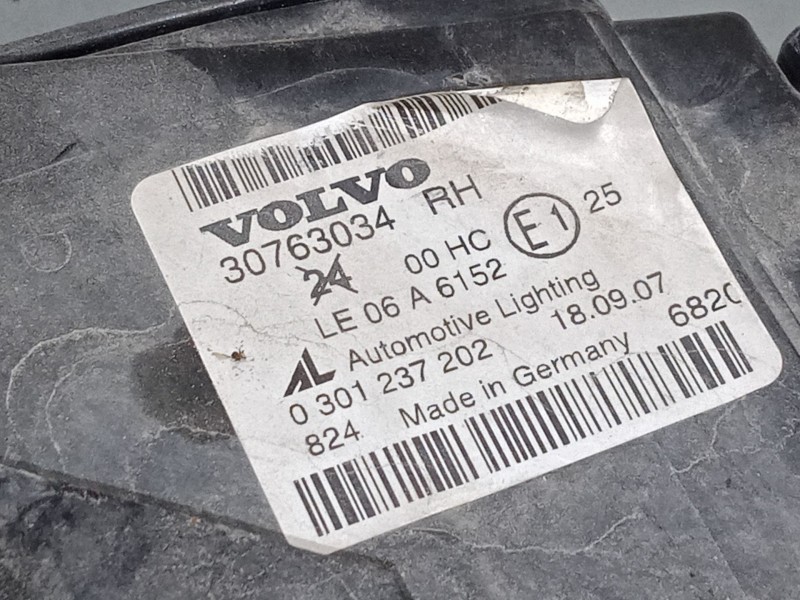 VOLVO
30763034 RH
24 00 HC E1 25
LE 06 A 6152
AL Automotive Lighting
0 301 237 202 18.09.07
824 Made in Germany 6820